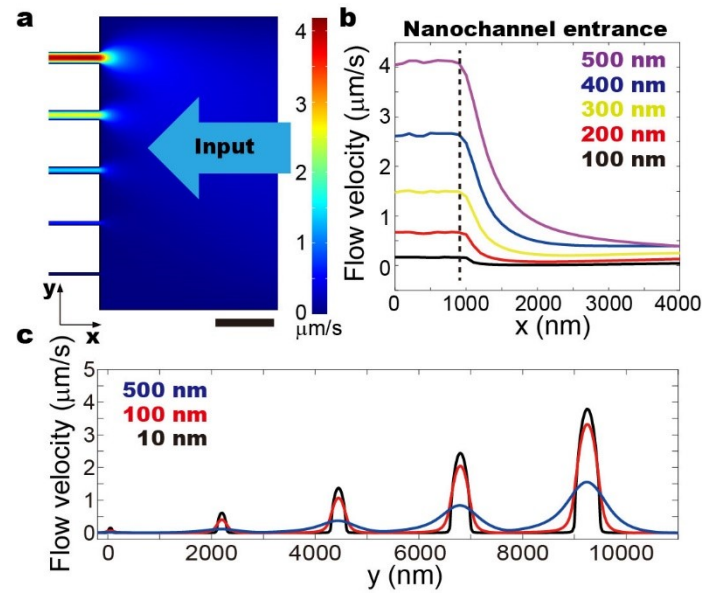 a
4
3
2
1
0
μm/s
Input
y
x
b
Nanochannel entrance
Flow velocity (μm/s)
4
3
2
1
0
500 nm
400 nm
300 nm
200 nm
100 nm
0 1000 2000 3000 4000
x (nm)
c
Flow velocity (μm/s)
5
4
3
2
1
0
500 nm
100 nm
10 nm
0 2000 4000 6000 8000 10000
y (nm)